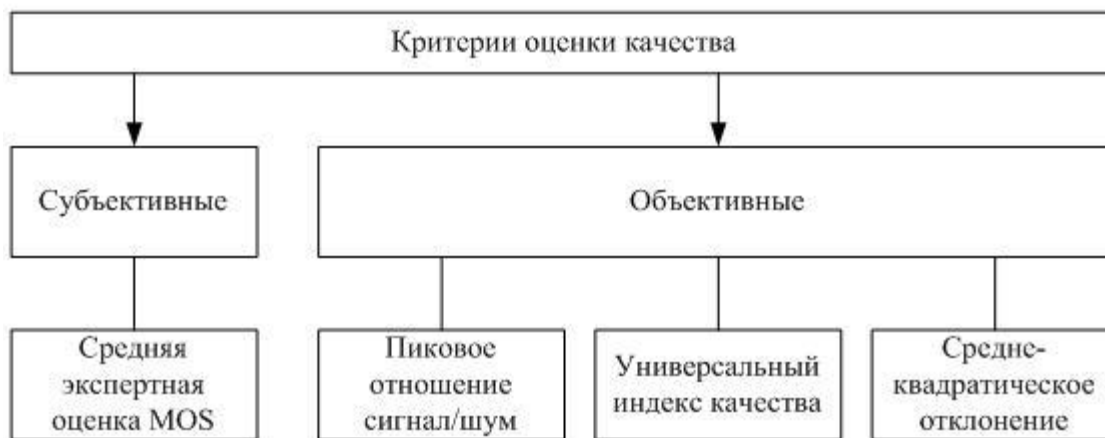 Критерии оценки качества
Субъективные
Объективные
Средняя
экспертная
оценка MOS
Пиковое
отношение
сигнал/шум
Универсальный
индекс качества
Средне-
квадратическое
отклонение